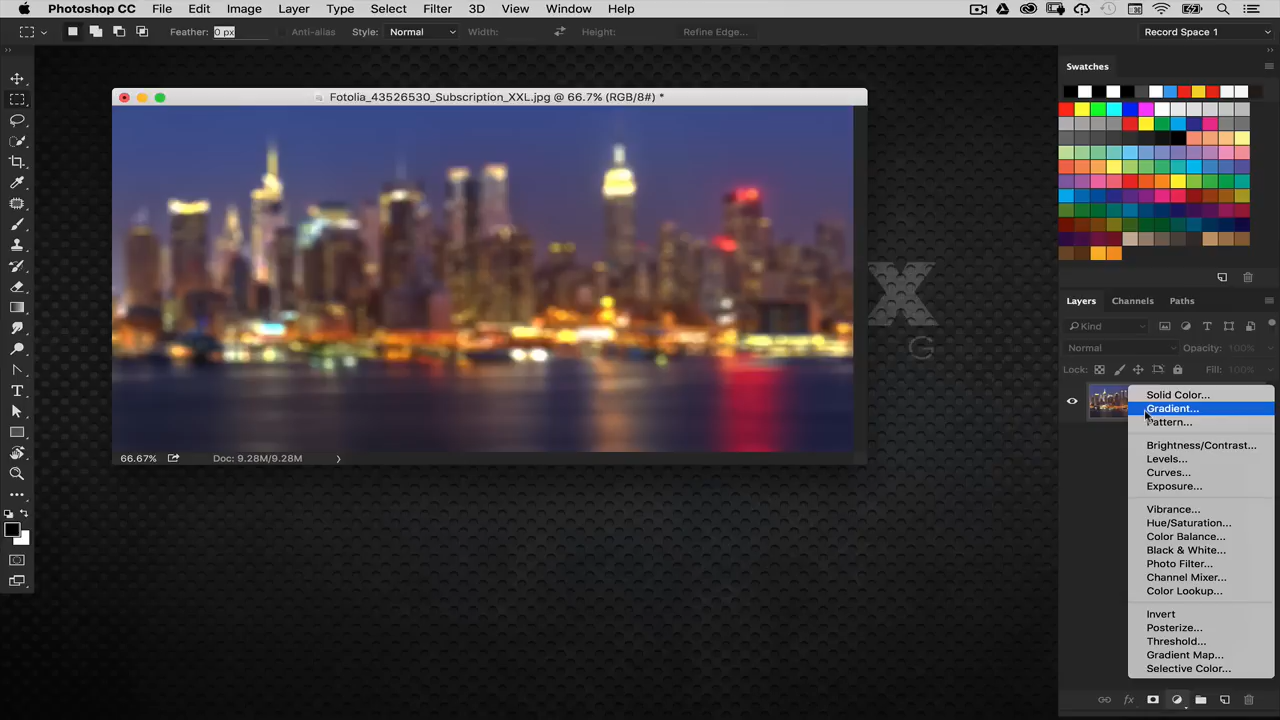 Photoshop CC File Edit Image Layer Type Select Filter 3D View Window Help
Feather: 0 px Anti-alias Style: Normal Width: Height: Refine Edge... Record Space 1
Swatches
Fotolia_43526530_Subscription_XXL.jpg @ 66.7% (RGB/8#) *
X
G
66.67% Doc: 9.28M/9.28M
Layers Channels Paths
Kind
Normal Opacity: 100%
Lock: Fill: 100%
Solid Color...
Gradient...
Pattern...
Brightness/Contrast...
Levels...
Curves...
Exposure...
Vibrance...
Hue/Saturation...
Color Balance...
Black & White...
Photo Filter...
Channel Mixer...
Color Lookup...
Invert
Posterize...
Threshold...
Gradient Map...
Selective Color...
fx